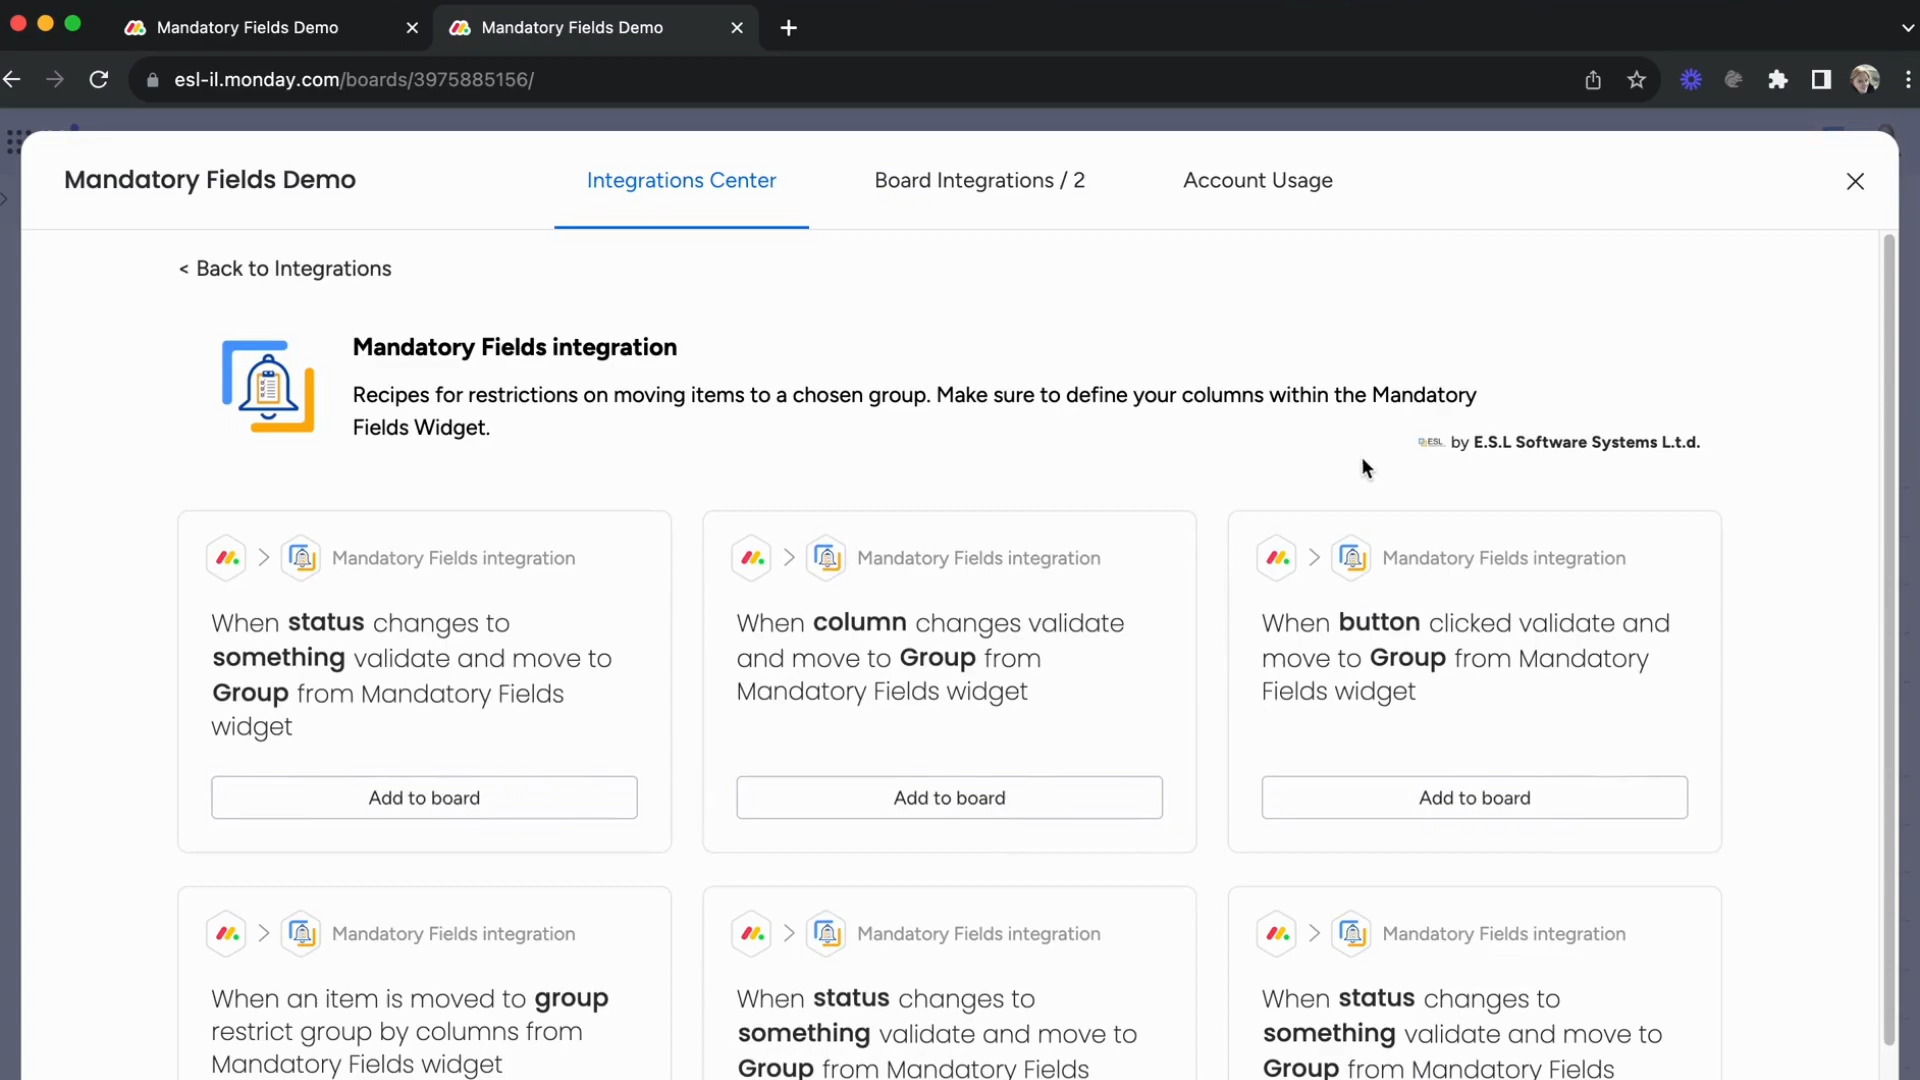 Mandatory Fields Demo
Mandatory Fields Demo
esl-il.monday.com/boards/3975885156/
Mandatory Fields Demo
Integrations Center
Board Integrations / 2
Account Usage
< Back to Integrations
Mandatory Fields integration
Recipes for restrictions on moving items to a chosen group. Make sure to define your columns within the Mandatory
Fields Widget.
ESL by E.S.L Software Systems L.t.d.
Mandatory Fields integration
When status changes to
something validate and move to
Group from Mandatory Fields
widget
Add to board
Mandatory Fields integration
When column changes validate
and move to Group from
Mandatory Fields widget
Add to board
Mandatory Fields integration
When button clicked validate and
move to Group from Mandatory
Fields widget
Add to board
Mandatory Fields integration
When an item is moved to group
restrict group by columns from
Mandatory Fields widget
Mandatory Fields integration
When status changes to
something validate and move to
Group from Mandatory Fields
Mandatory Fields integration
When status changes to
something validate and move to
Group from Mandatory Fields